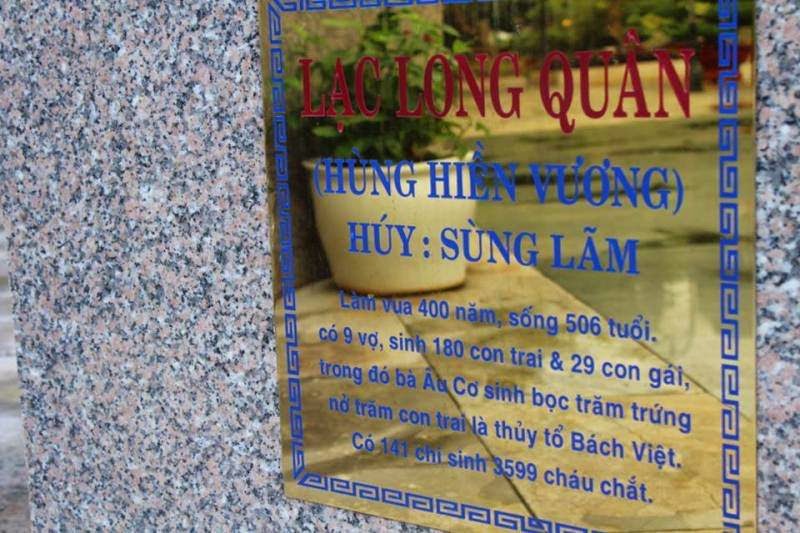 LẠC LONG QUÂN
(HÙNG HIỀN VƯƠNG)
HÚY : SÙNG LÃM
Làm vua 400 năm, sống 506 tuổi.
có 9 vợ, sinh 180 con trai & 29 con gái,
trong đó bà Âu Cơ sinh bọc trăm trứng
nở trăm con trai là thủy tổ Bách Việt.
Có 141 chi sinh 3599 cháu chắt.